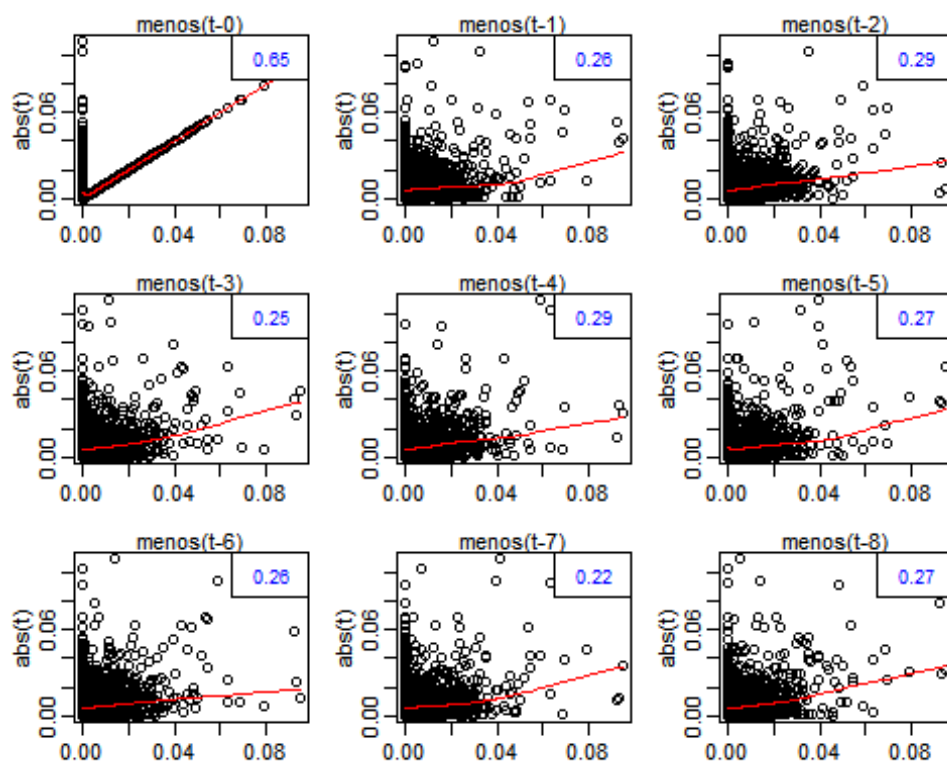 menos(t-0) menos(t-1) menos(t-2)
0.65 0.26 0.29
abs(t) 0.00 0.06 abs(t) 0.00 0.06 abs(t) 0.00 0.06
0.00 0.04 0.08 0.00 0.04 0.08 0.00 0.04 0.08
menos(t-3) menos(t-4) menos(t-5)
0.25 0.29 0.27
abs(t) 0.00 0.06 abs(t) 0.00 0.06 abs(t) 0.00 0.06
0.00 0.04 0.08 0.00 0.04 0.08 0.00 0.04 0.08
menos(t-6) menos(t-7) menos(t-8)
0.26 0.22 0.27
abs(t) 0.00 0.06 abs(t) 0.00 0.06 abs(t) 0.00 0.06
0.00 0.04 0.08 0.00 0.04 0.08 0.00 0.04 0.08